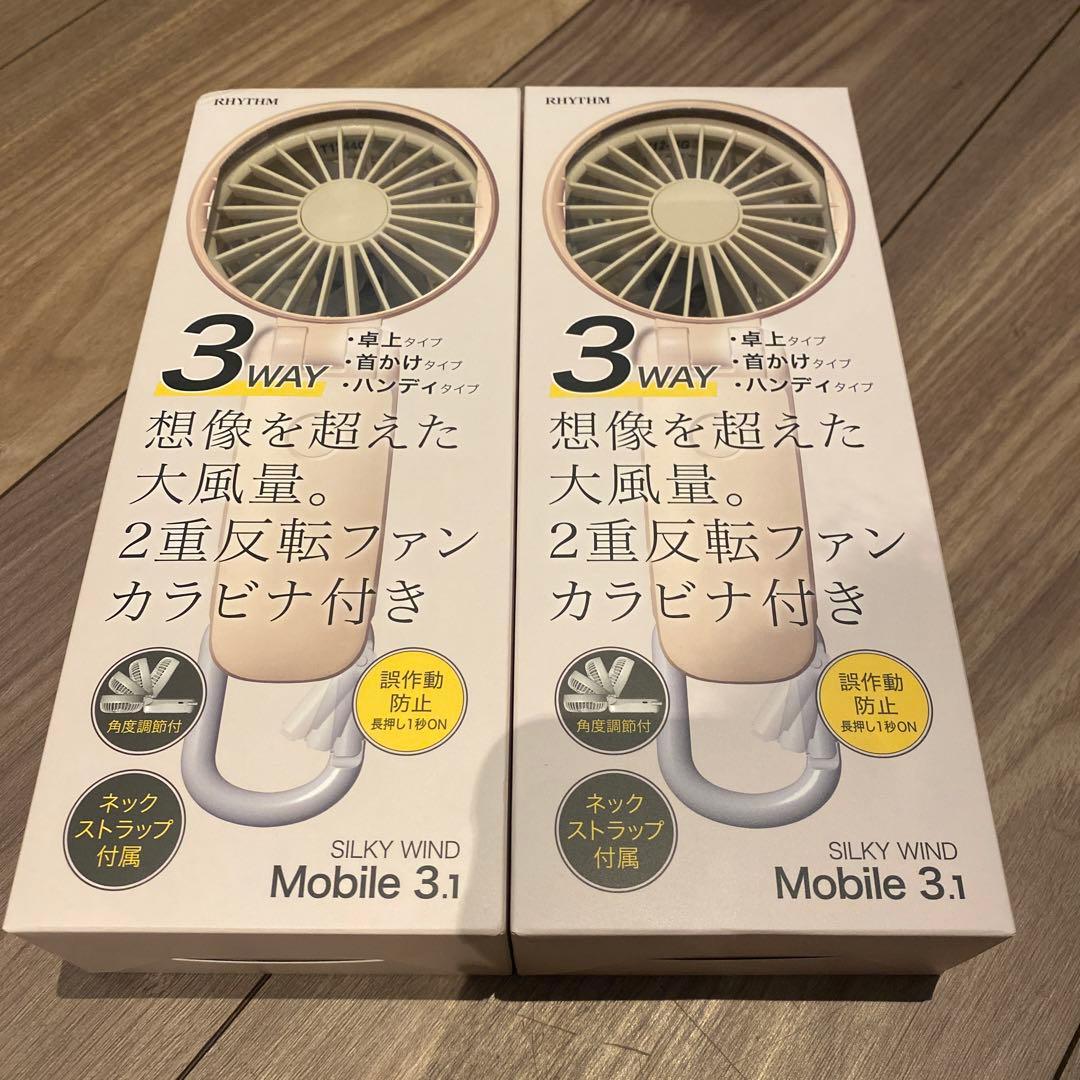 RHYTHM
3WAY
・卓上タイプ
・首かけタイプ
・ハンディタイプ
想像を超えた
大風量。
2重反転ファン
カラビナ付き
角度調節付
誤作動
防止
長押し1秒ON
ネック
ストラップ
付属
SILKY WIND
Mobile 3.1
RHYTHM
3WAY
・卓上タイプ
・首かけタイプ
・ハンディタイプ
想像を超えた
大風量。
2重反転ファン
カラビナ付き
角度調節付
誤作動
防止
長押し1秒ON
ネック
ストラップ
付属
SILKY WIND
Mobile 3.1